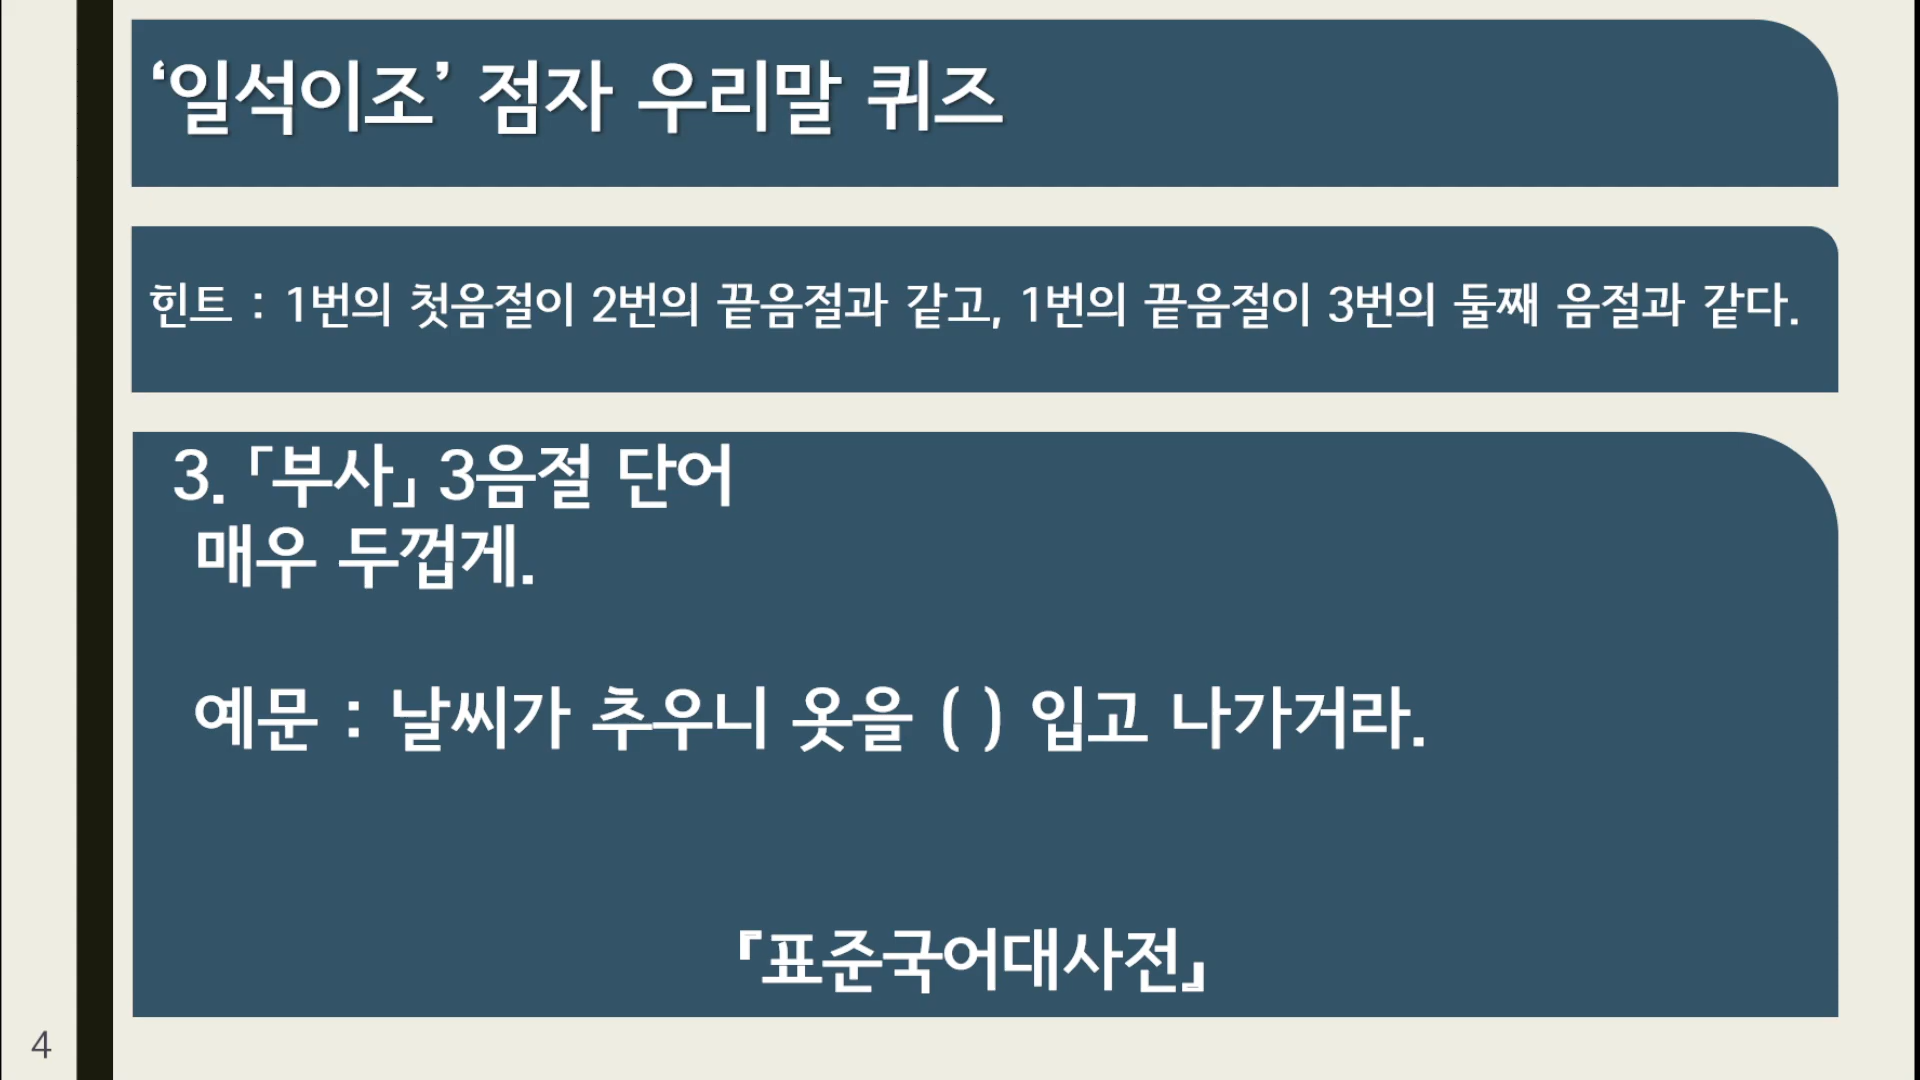 ‘일석이조’ 점자 우리말 퀴즈
힌트 : 1번의 첫음절이 2번의 끝음절과 같고, 1번의 끝음절이 3번의 둘째 음절과 같다.
3. 「부사」 3음절 단어
매우 두껍게.
예문 : 날씨가 추우니 옷을 ( ) 입고 나가거라.
『표준국어대사전』
4